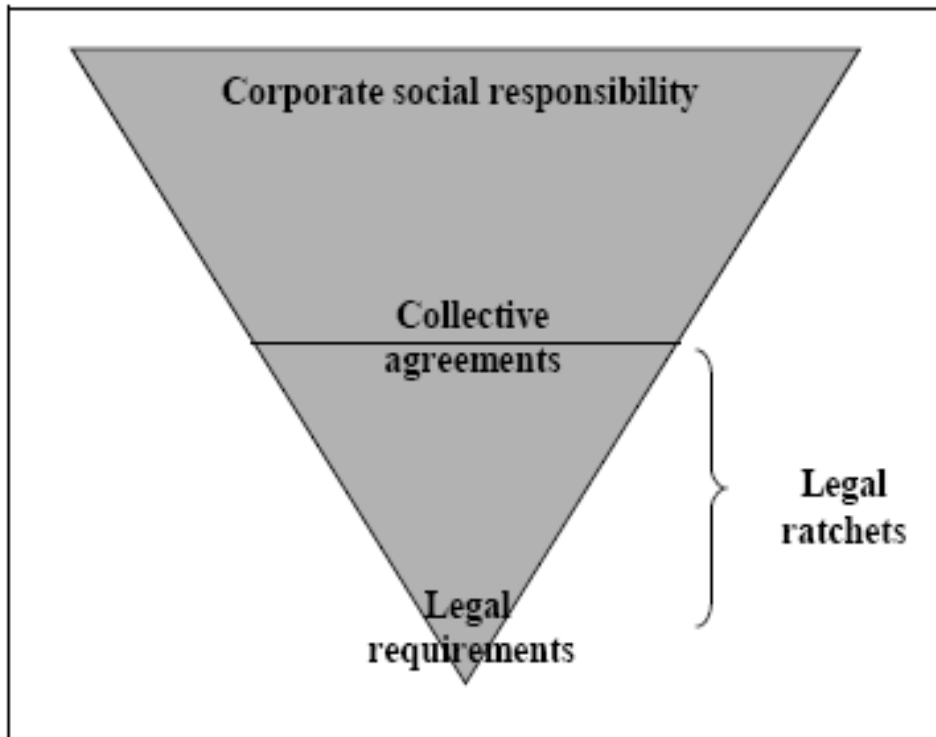 Corporate social responsibility
Collective
agreements
Legal
ratchets
Legal
requirements